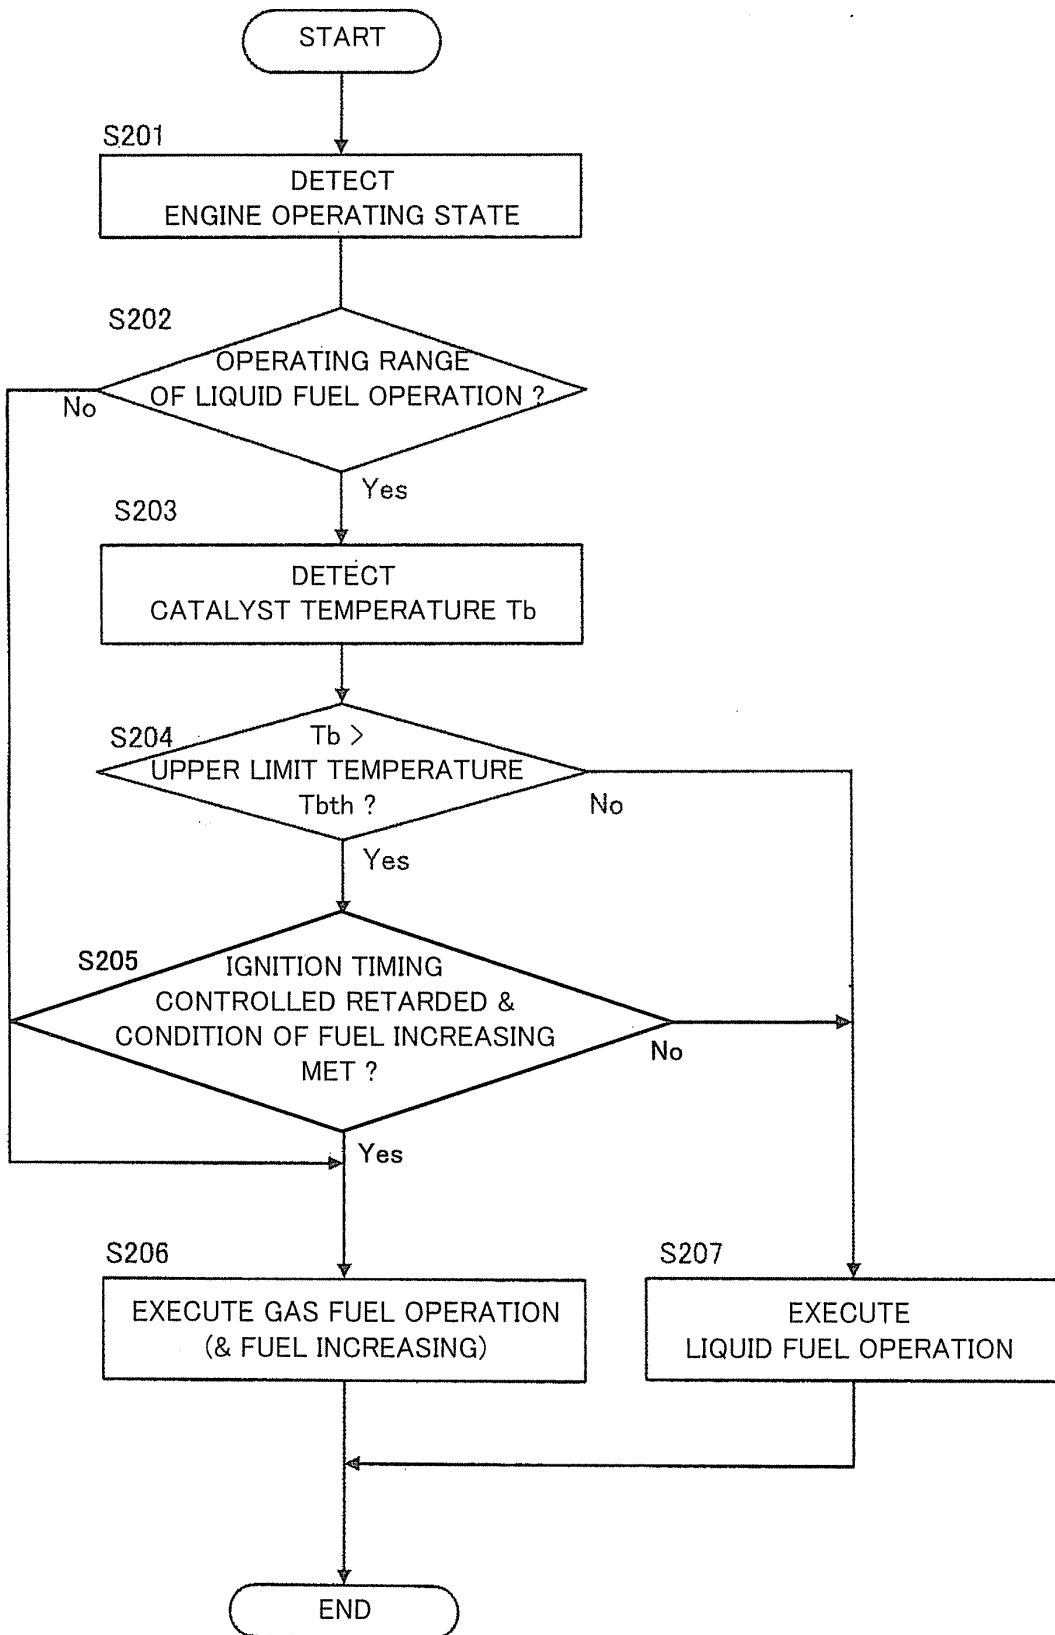 START
S201
DETECT
ENGINE OPERATING STATE
S202
OPERATING RANGE
OF LIQUID FUEL OPERATION ?
No
Yes
S203
DETECT
CATALYST TEMPERATURE Tb
S204
Tb >
UPPER LIMIT TEMPERATURE
Tbth ?
No
Yes
S205
IGNITION TIMING
CONTROLLED RETARDED &
CONDITION OF FUEL INCREASING
MET ?
No
Yes
S206
EXECUTE GAS FUEL OPERATION
(& FUEL INCREASING)
S207
EXECUTE
LIQUID FUEL OPERATION
END